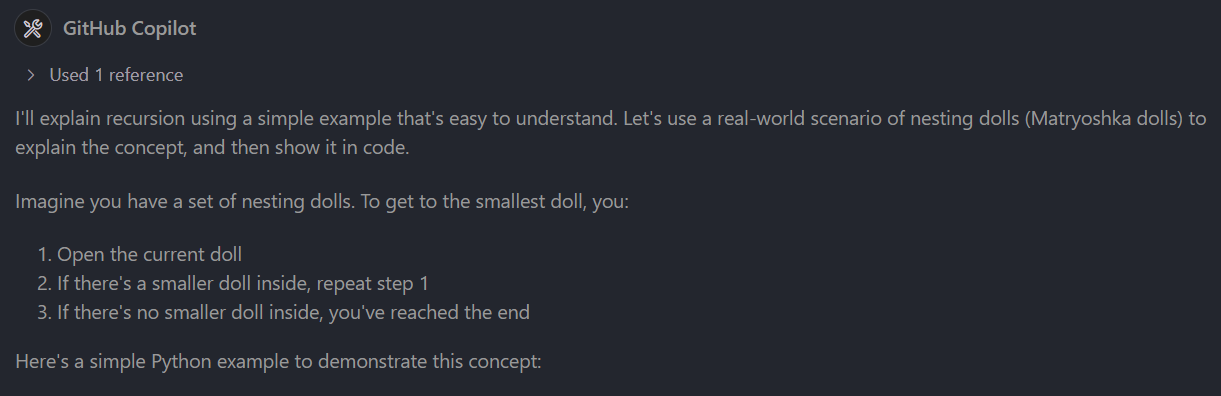 GitHub Copilot
Used 1 reference
I'll explain recursion using a simple example that's easy to understand. Let's use a real-world scenario of nesting dolls (Matryoshka dolls) to
explain the concept, and then show it in code.
Imagine you have a set of nesting dolls. To get to the smallest doll, you:
1. Open the current doll
2. If there's a smaller doll inside, repeat step 1
3. If there's no smaller doll inside, you've reached the end
Here's a simple Python example to demonstrate this concept: